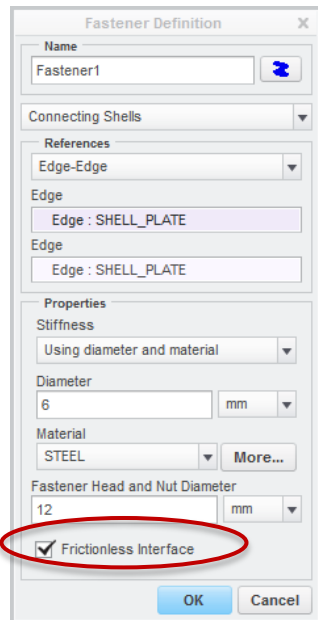 Fastener Definition
Name
Fastener1
Connecting Shells
References
Edge-Edge
Edge
Edge : SHELL_PLATE
Edge
Edge : SHELL_PLATE
Properties
Stiffness
Using diameter and material
Diameter
6 mm
Material
STEEL More...
Fastener Head and Nut Diameter
12 mm
Frictionless Interface
OK Cancel